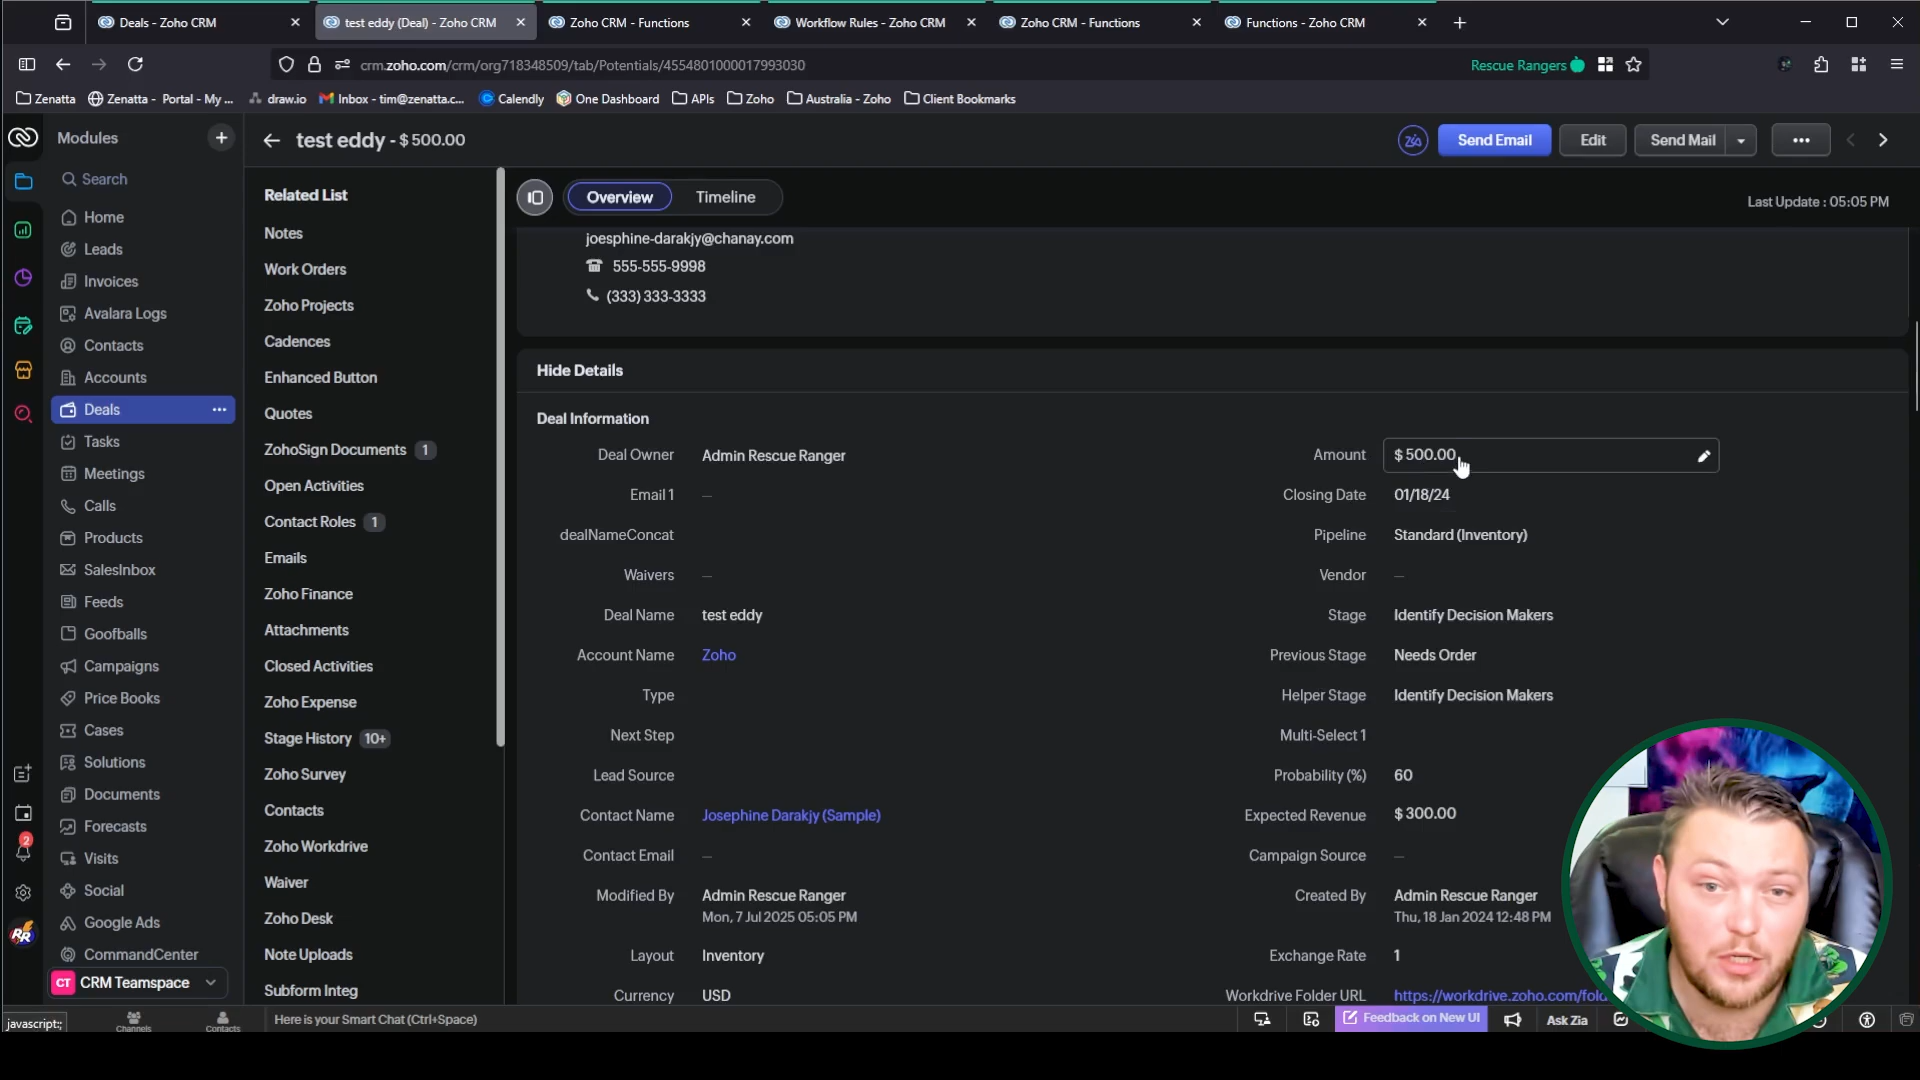 Deals - Zoho CRM
test eddy (Deal) - Zoho CRM
Zoho CRM - Functions
Workflow Rules - Zoho CRM
Zoho CRM - Functions
Functions - Zoho CRM
crm.zoho.com/crm/org718348509/tab/Potentials/4554801000017993030
Rescue Rangers
Zenatta
Zenatta - Portal - My ...
draw.io
Inbox - tim@zenatta.c...
Calendly
One Dashboard
APIs
Zoho
Australia - Zoho
Client Bookmarks
Modules
Search
Home
Leads
Invoices
Avalara Logs
Contacts
Accounts
Deals
Tasks
Meetings
Calls
Products
SalesInbox
Feeds
Goofballs
Campaigns
Price Books
Cases
Solutions
Documents
Forecasts
Visits
Social
Google Ads
CommandCenter
CT CRM Teamspace
2
RR
test eddy - $ 500.00
Send Email
Edit
Send Mail
Related List
Notes
Work Orders
Zoho Projects
Cadences
Enhanced Button
Quotes
ZohoSign Documents 1
Open Activities
Contact Roles 1
Emails
Zoho Finance
Attachments
Closed Activities
Zoho Expense
Stage History 10+
Zoho Survey
Contacts
Zoho Workdrive
Waiver
Zoho Desk
Note Uploads
Subform Integ
Overview
Timeline
Last Update : 05:05 PM
joesphine-darakjy@chanay.com
555-555-9998
(333) 333-3333
Hide Details
Deal Information
Deal Owner Admin Rescue Ranger
Email 1 —
dealNameConcat
Waivers —
Deal Name test eddy
Account Name Zoho
Type
Next Step
Lead Source
Contact Name Josephine Darakjy (Sample)
Contact Email —
Modified By Admin Rescue Ranger
Mon, 7 Jul 2025 05:05 PM
Layout Inventory
Currency USD
Amount $ 500.00
Closing Date 01/18/24
Pipeline Standard (Inventory)
Vendor —
Stage Identify Decision Makers
Previous Stage Needs Order
Helper Stage Identify Decision Makers
Multi-Select 1
Probability (%) 60
Expected Revenue $ 300.00
Campaign Source —
Created By Admin Rescue Ranger
Thu, 18 Jan 2024 12:48 PM
Exchange Rate 1
Workdrive Folder URL https://workdrive.zoho.com/fold
javascript:;
Channels
Contacts
Here is your Smart Chat (Ctrl+Space)
Feedback on New UI
Ask Zia